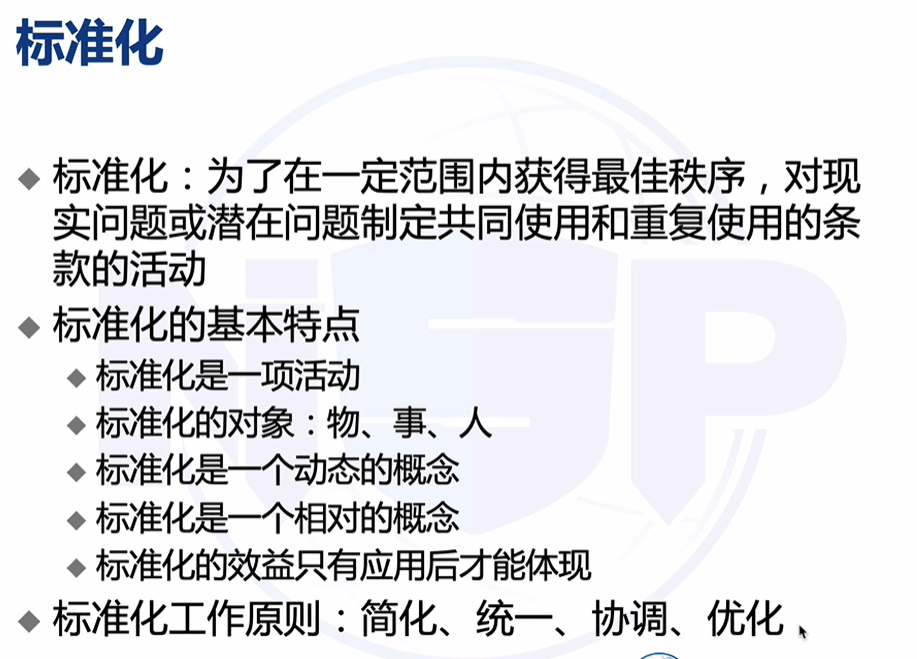 标准化
标准化：为了在一定范围内获得最佳秩序，对现
实问题或潜在问题制定共同使用和重复使用的条
款的活动
标准化的基本特点
标准化是一项活动
标准化的对象：物、事、人
标准化是一个动态的概念
标准化是一个相对的概念
标准化的效益只有应用后才能体现
标准化工作原则：简化、统一、协调、优化
NISP